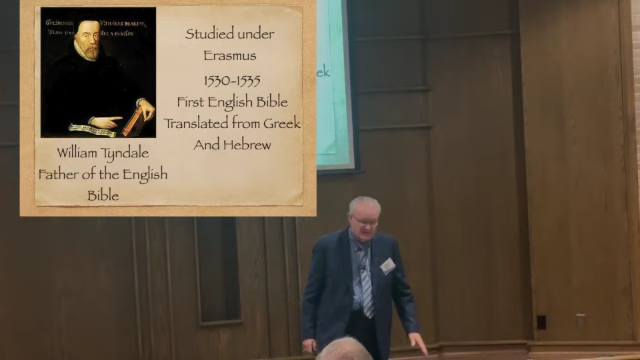 Studied under
Erasmus
1530-1535
First English Bible
Translated from Greek
And Hebrew
William Tyndale
Father of the English
Bible
ek